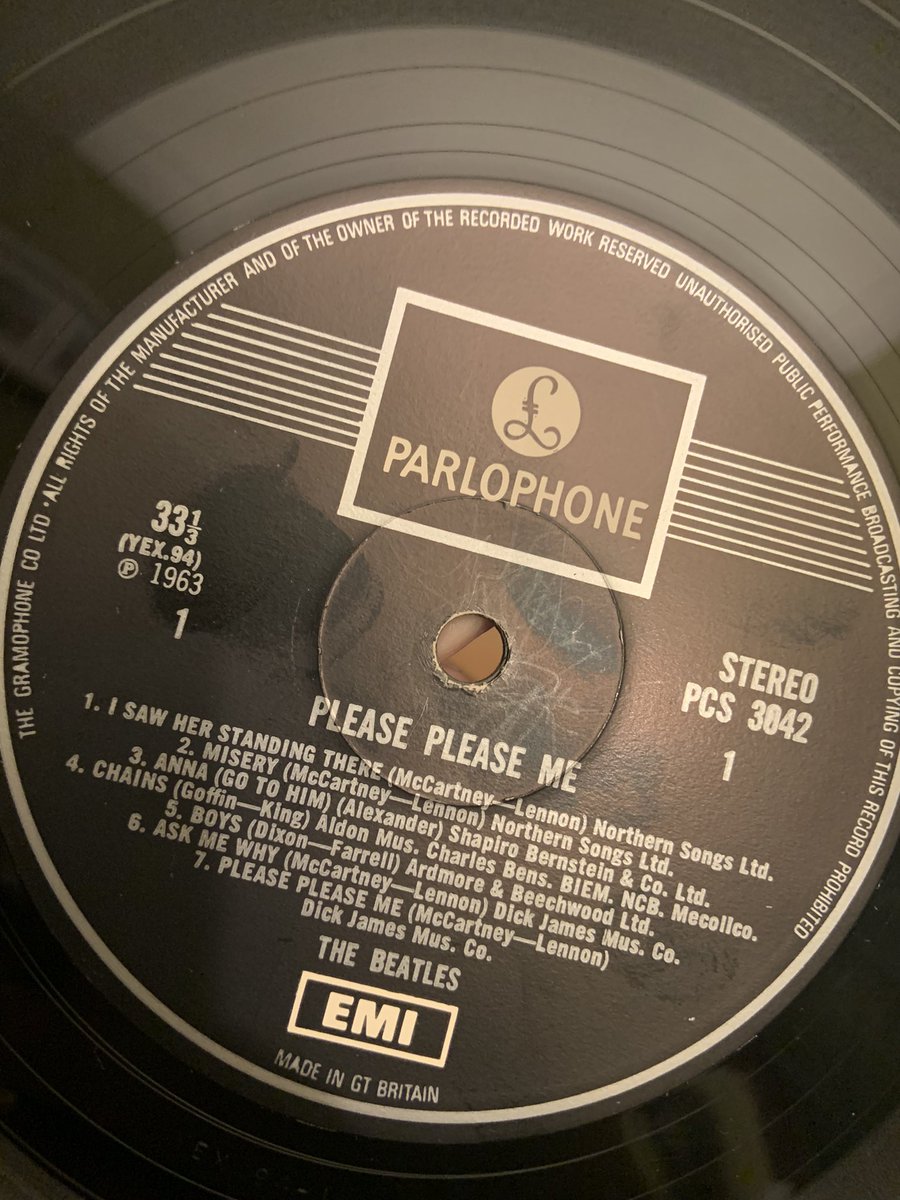 THE GRAMOPHONE CO LTD · ALL RIGHTS OF THE MANUFACTURER AND OF THE OWNER OF THE RECORDED WORK RESERVED UNAUTHORISED PUBLIC PERFORMANCE BROADCASTING AND COPYING OF THIS RECORD PROHIBITED
£
PARLOPHONE
33⅓
(YEX.94)
℗ 1963
1
STEREO
PCS 3042
1
PLEASE PLEASE ME
1. I SAW HER STANDING THERE (McCartney—Lennon) Northern Songs Ltd.
2. MISERY (McCartney—Lennon) Northern Songs Ltd.
3. ANNA (GO TO HIM) (Alexander) Shapiro Bernstein & Co. Ltd.
4. CHAINS (Goffin—King) Aldon Mus. Charles Bens. BIEM. NCB. Mecolico.
5. BOYS (Dixon—Farrell) Ardmore & Beechwood Ltd.
6. ASK ME WHY (McCartney—Lennon) Dick James Mus. Co.
7. PLEASE PLEASE ME (McCartney—Lennon)
Dick James Mus. Co.
THE BEATLES
EMI
MADE IN GT BRITAIN